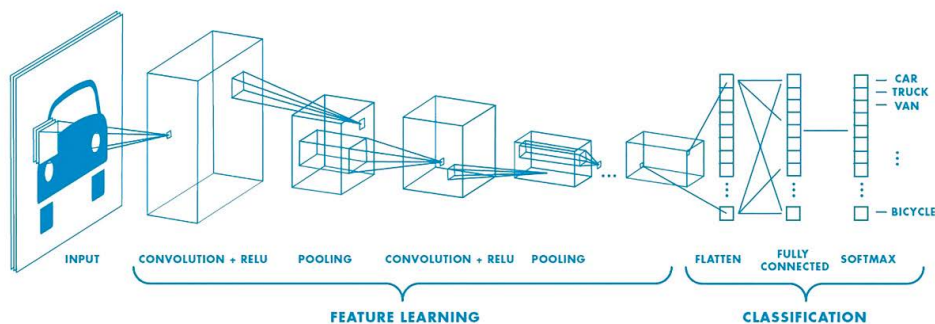 CAR
TRUCK
VAN
BICYCLE
INPUT
CONVOLUTION + RELU
POOLING
CONVOLUTION + RELU
POOLING
FLATTEN
FULLY
CONNECTED
SOFTMAX
FEATURE LEARNING
CLASSIFICATION